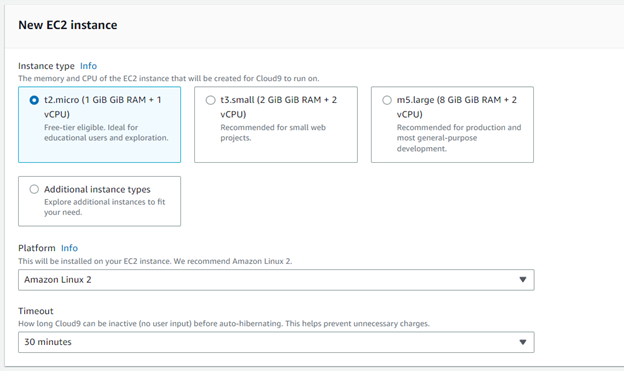 New EC2 instance
Instance type Info
The memory and CPU of the EC2 instance that will be created for Cloud9 to run on.
t2.micro (1 GiB GiB RAM + 1
vCPU)
Free-tier eligible. Ideal for
educational users and exploration.
t3.small (2 GiB GiB RAM + 2
vCPU)
Recommended for small web
projects.
m5.large (8 GiB GiB RAM + 2
vCPU)
Recommended for production and
most general-purpose
development.
Additional instance types
Explore additional instances to fit
your need.
Platform Info
This will be installed on your EC2 instance. We recommend Amazon Linux 2.
Amazon Linux 2
Timeout
How long Cloud9 can be inactive (no user input) before auto-hibernating. This helps prevent unnecessary charges.
30 minutes